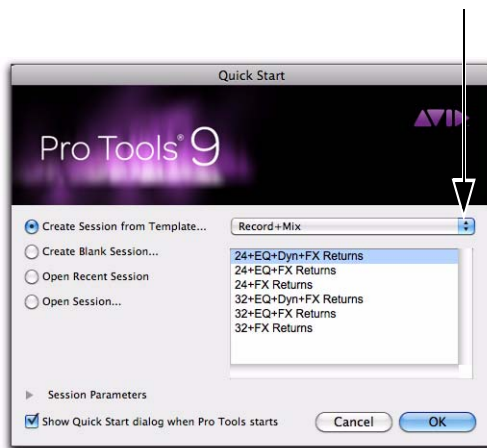 Quick Start
AVID
Pro Tools® 9
Create Session from Template...
Record+Mix
Create Blank Session...
Open Recent Session
Open Session...
24+EQ+Dyn+FX Returns
24+EQ+FX Returns
24+FX Returns
32+EQ+Dyn+FX Returns
32+EQ+FX Returns
32+FX Returns
Session Parameters
Show Quick Start dialog when Pro Tools starts
Cancel
OK